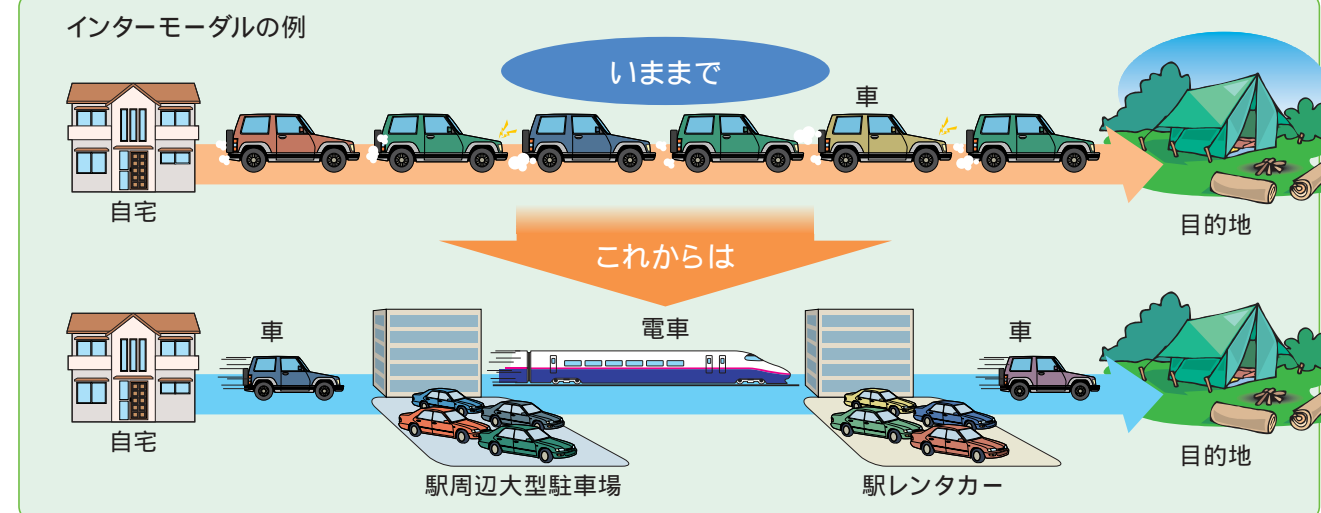 インターモーダルの例
いままで
車
自宅
目的地
これからは
車
電車
車
自宅
目的地
駅周辺大型駐車場
駅レンタカー